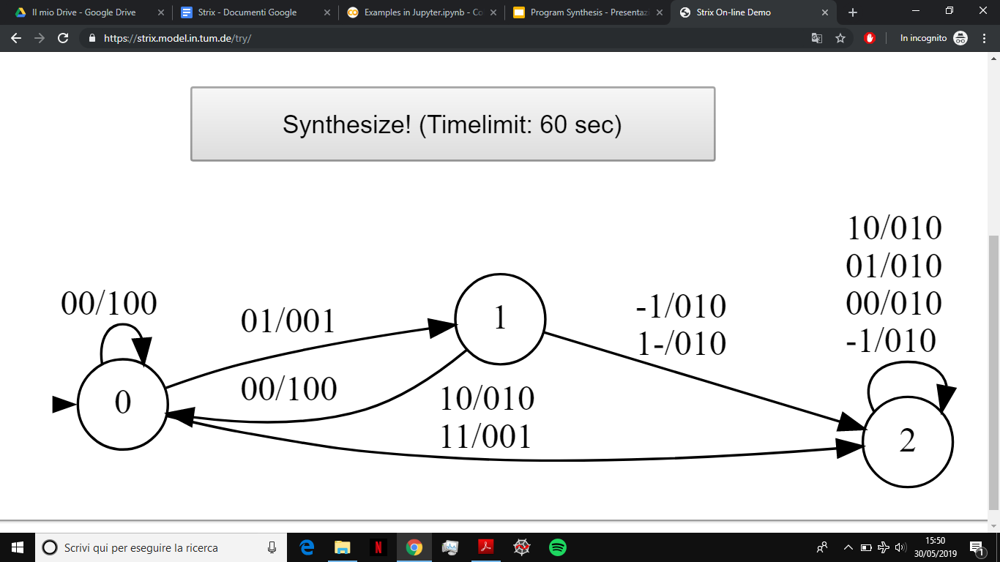 Il mio Drive - Google Drive
Strix - Documenti Google
Examples in Jupyter.ipynb - Co
Program Synthesis - Presentazi
Strix On-line Demo
https://strix.model.in.tum.de/try/
In incognito
Synthesize! (Timelimit: 60 sec)
10/010
01/010
00/010
-1/010
00/100
01/001
1
-1/010
1-/010
0
00/100
10/010
11/001
2
Scrivi qui per eseguire la ricerca
15:50
30/05/2019
1